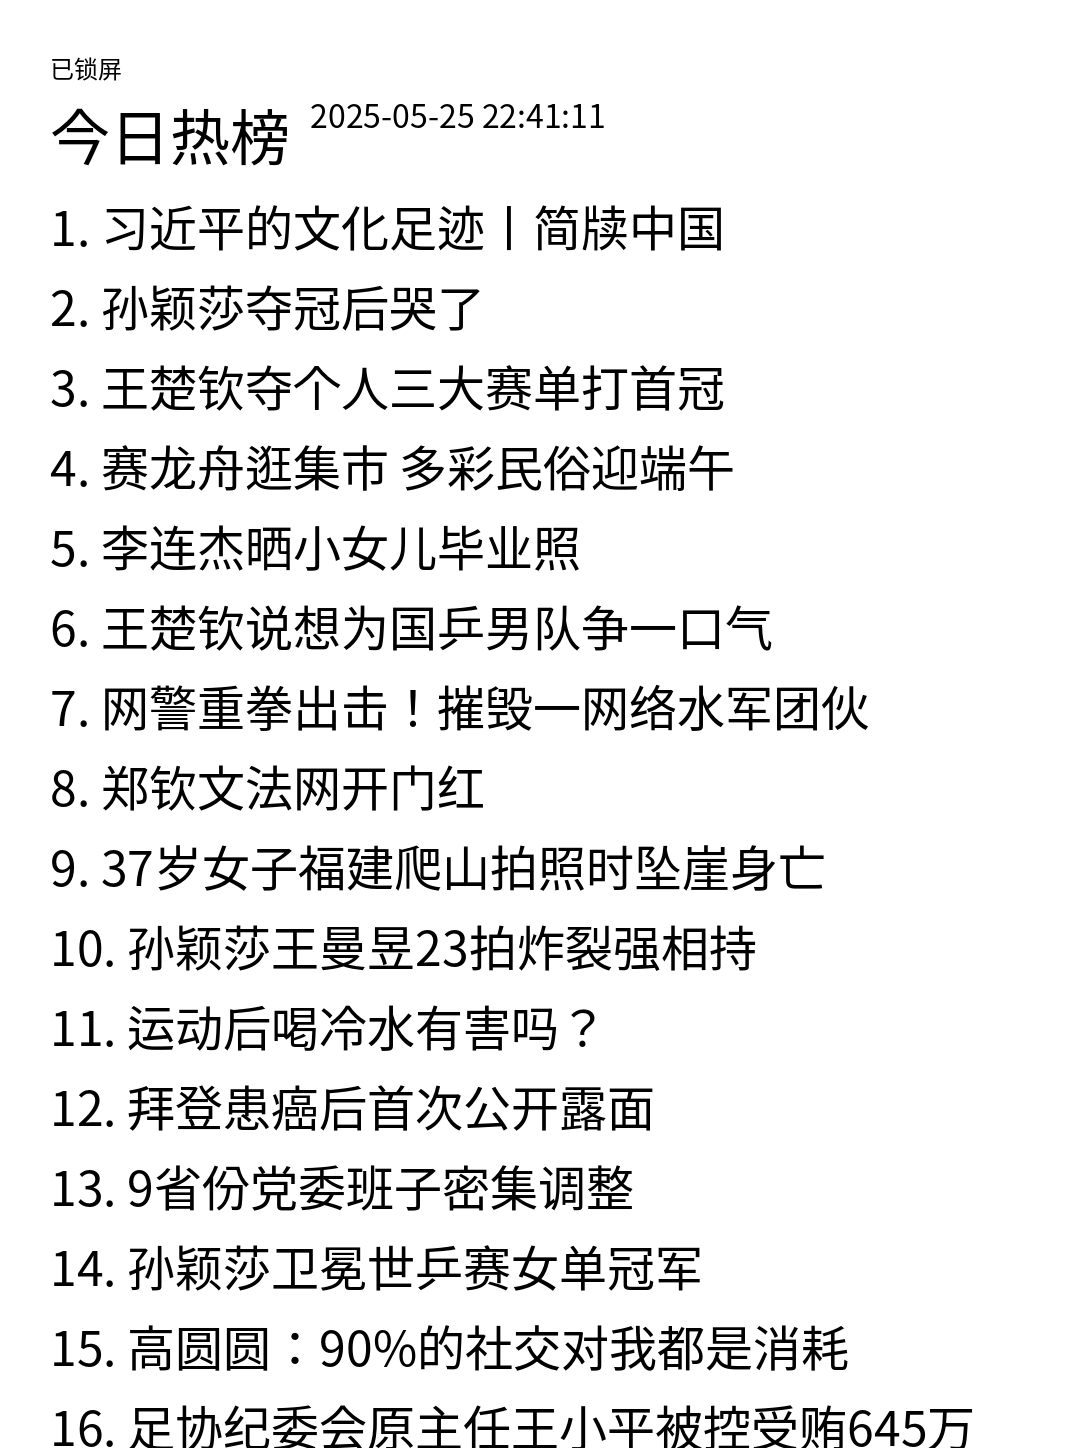 已锁屏
今日热榜 2025-05-25 22:41:11
1. 习近平的文化足迹丨简牍中国
2. 孙颖莎夺冠后哭了
3. 王楚钦夺个人三大赛单打首冠
4. 赛龙舟逛集市 多彩民俗迎端午
5. 李连杰晒小女儿毕业照
6. 王楚钦说想为国乒男队争一口气
7. 网警重拳出击！摧毁一网络水军团伙
8. 郑钦文法网开门红
9. 37岁女子福建爬山拍照时坠崖身亡
10. 孙颖莎王曼昱23拍炸裂强相持
11. 运动后喝冷水有害吗？
12. 拜登患癌后首次公开露面
13. 9省份党委班子密集调整
14. 孙颖莎卫冕世乒赛女单冠军
15. 高圆圆：90%的社交对我都是消耗
16. 足协纪委会原主任王小平被控受贿645万